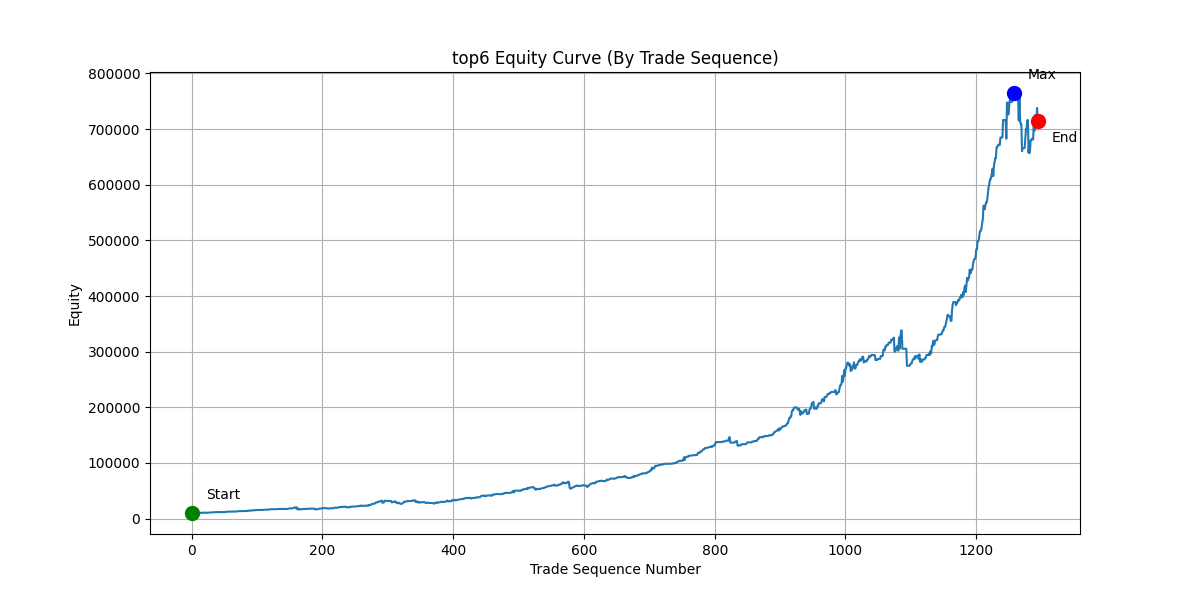 top6 Equity Curve (By Trade Sequence)
Max
End
Start
800000
700000
600000
500000
400000
300000
200000
100000
0
Equity
0
200
400
600
800
1000
1200
Trade Sequence Number